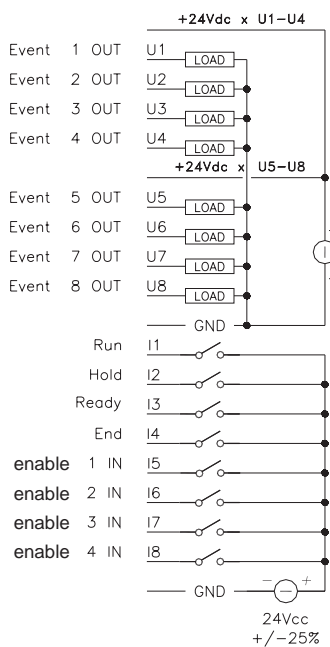 +24Vdc x U1-U4
Event 1 OUT U1 LOAD
Event 2 OUT U2 LOAD
Event 3 OUT U3 LOAD
Event 4 OUT U4 LOAD
+24Vdc x U5-U8
Event 5 OUT U5 LOAD
Event 6 OUT U6 LOAD
Event 7 OUT U7 LOAD
Event 8 OUT U8 LOAD
GND
Run I1
Hold I2
Ready I3
End I4
enable 1 IN I5
enable 2 IN I6
enable 3 IN I7
enable 4 IN I8
GND - +
24Vcc
+/-25%